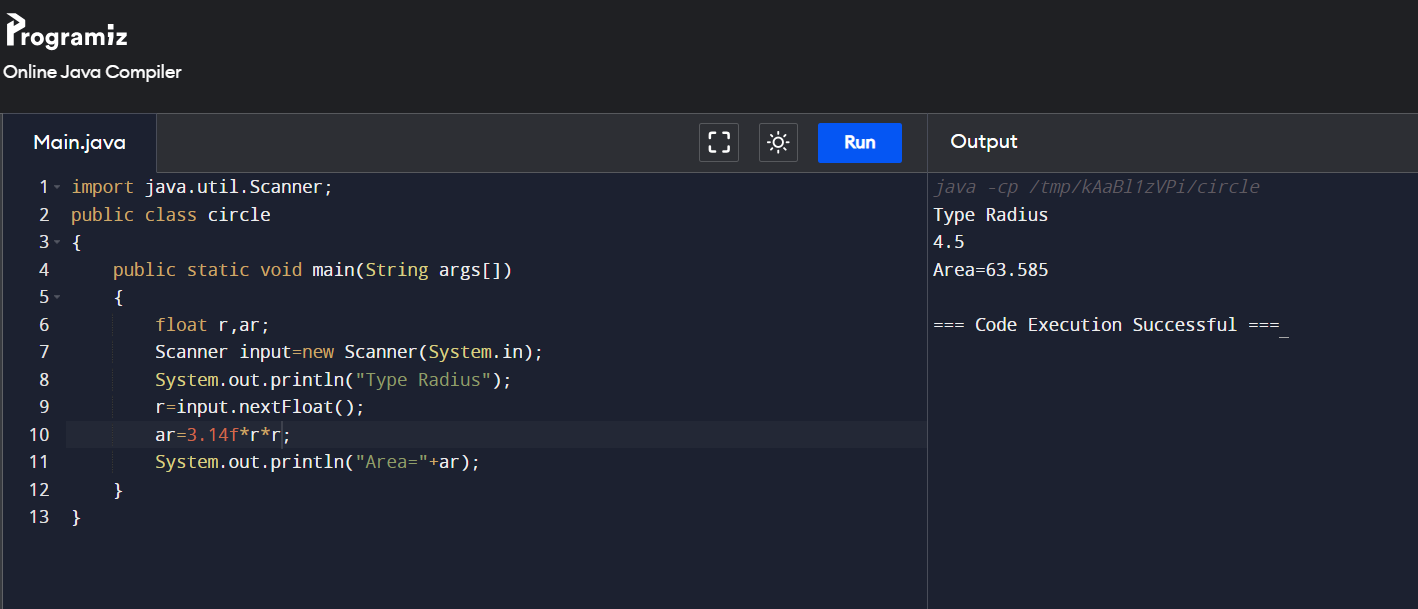 Programiz
Online Java Compiler
Main.java
Run
1 import java.util.Scanner;
2 public class circle
3 {
4     public static void main(String args[])
5     {
6         float r,ar;
7         Scanner input=new Scanner(System.in);
8         System.out.println("Type Radius");
9         r=input.nextFloat();
10         ar=3.14f*r*r;
11         System.out.println("Area="+ar);
12     }
13 }
Output
java -cp /tmp/kAaBl1zVPi/circle
Type Radius
4.5
Area=63.585
=== Code Execution Successful ===_